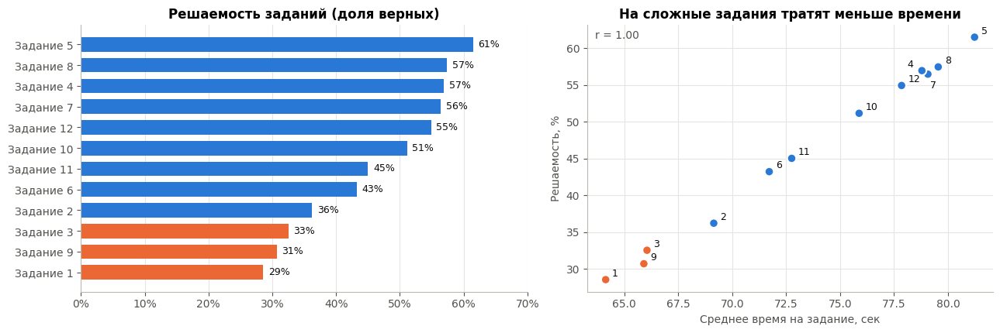 Решаемость заданий (доля верных)
Задание 5
61%
Задание 8
57%
Задание 4
57%
Задание 7
56%
Задание 12
55%
Задание 10
51%
Задание 11
45%
Задание 6
43%
Задание 2
36%
Задание 3
33%
Задание 9
31%
Задание 1
29%
0%
10%
20%
30%
40%
50%
60%
70%
На сложные задания тратят меньше времени
r = 1.00
Решаемость, %
60
55
50
45
40
35
30
5
8
4
12
7
10
11
6
2
3
9
1
65.0
67.5
70.0
72.5
75.0
77.5
80.0
Среднее время на задание, сек